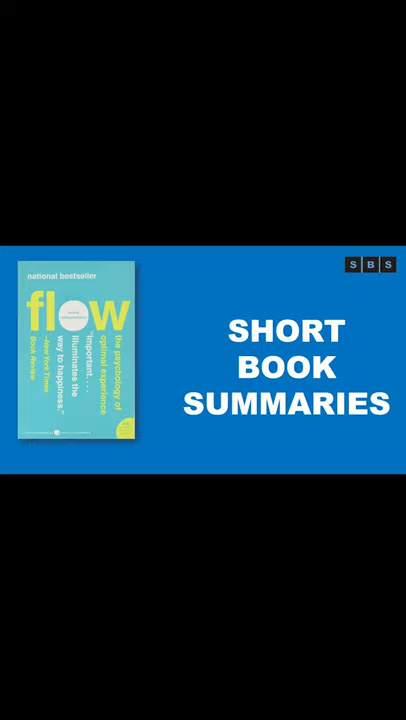 S B S
national bestseller
flow
the psychology of
optimal experience
"Important. . . .
Illuminates the
way to happiness."
—New York Times
Book Review
SHORT
BOOK
SUMMARIES